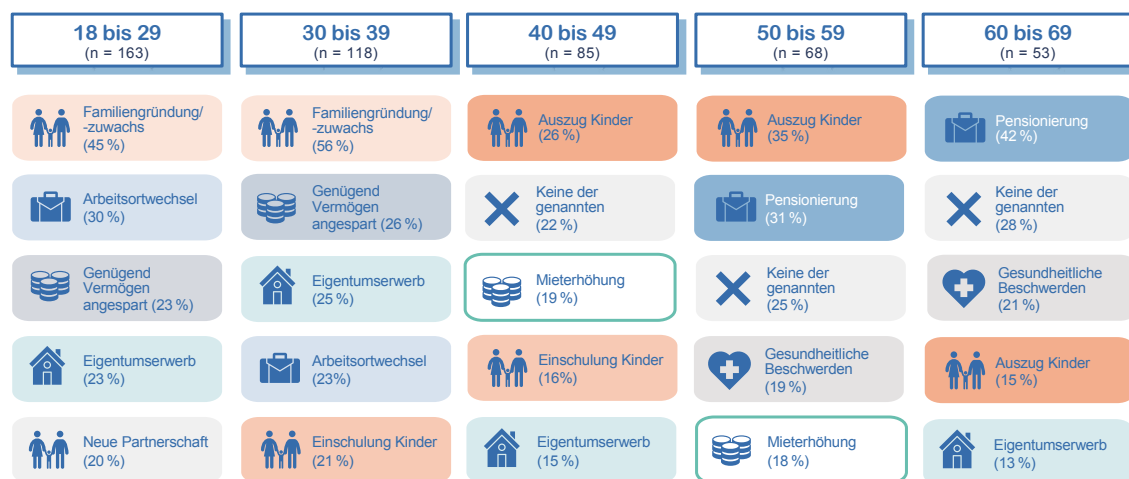 18 bis 29
(n = 163)
30 bis 39
(n = 118)
40 bis 49
(n = 85)
50 bis 59
(n = 68)
60 bis 69
(n = 53)
Familiengründung/
-zuwachs
(45 %)
Familiengründung/
-zuwachs
(56 %)
Auszug Kinder
(26 %)
Auszug Kinder
(35 %)
Pensionierung
(42 %)
Arbeitsortwechsel
(30 %)
Genügend
Vermögen
angespart (26 %)
Keine der
genannten
(22 %)
Pensionierung
(31 %)
Keine der
genannten
(28 %)
Genügend
Vermögen
angespart (23 %)
Eigentumserwerb
(25 %)
Mieterhöhung
(19 %)
Keine der
genannten
(25 %)
Gesundheitliche
Beschwerden
(21 %)
Eigentumserwerb
(23 %)
Arbeitsortwechsel
(23%)
Einschulung Kinder
(16%)
Gesundheitliche
Beschwerden
(19 %)
Auszug Kinder
(15 %)
Neue Partnerschaft
(20 %)
Einschulung Kinder
(21 %)
Eigentumserwerb
(15 %)
Mieterhöhung
(18 %)
Eigentumserwerb
(13 %)